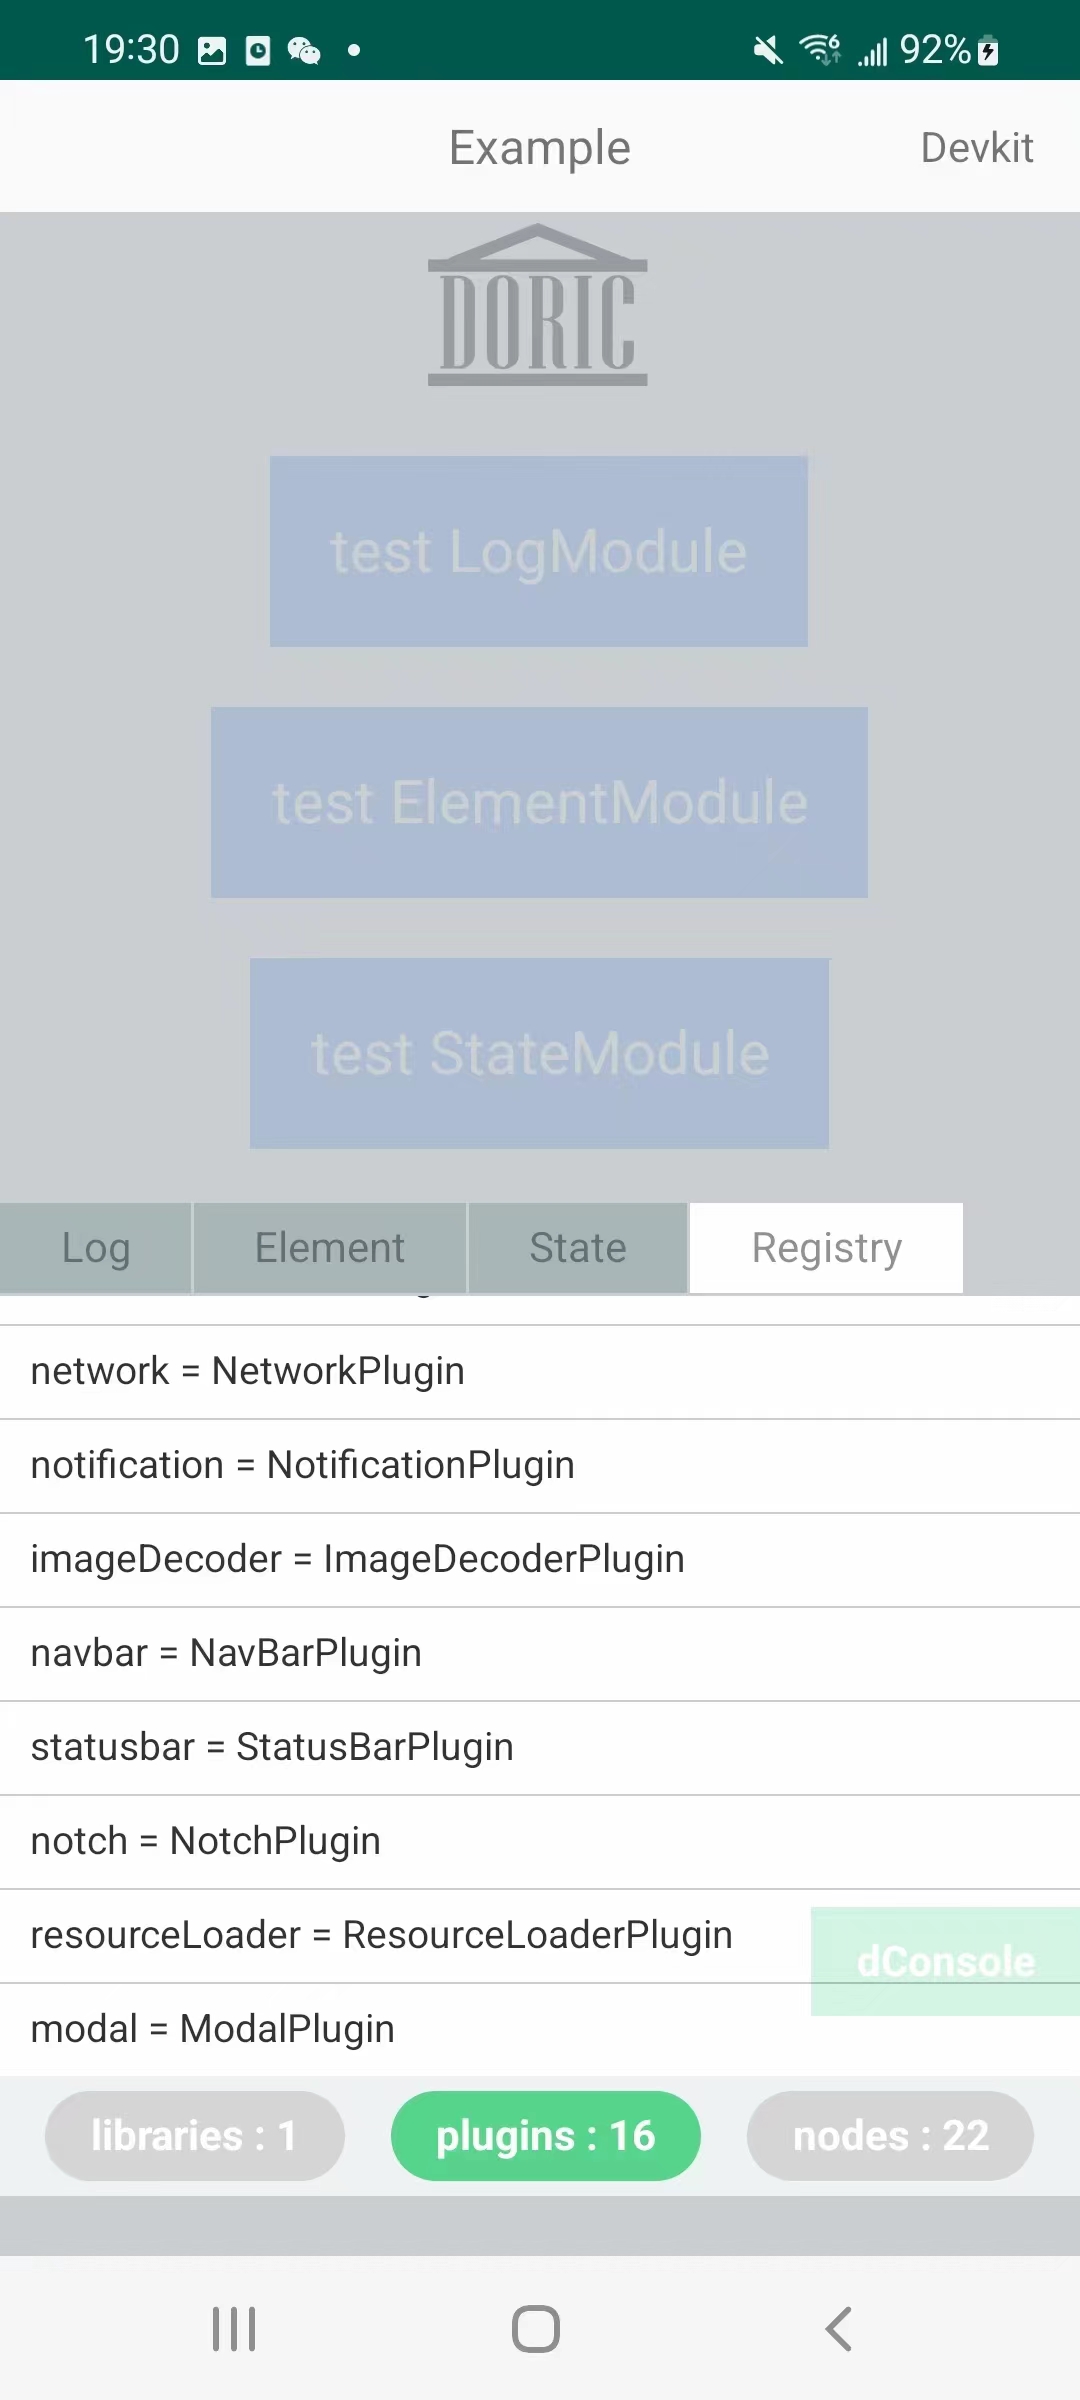 19:30
6
92%
Example
Devkit
DORIC
test LogModule
test ElementModule
test StateModule
Log Element State Registry
network = NetworkPlugin
notification = NotificationPlugin
imageDecoder = ImageDecoderPlugin
navbar = NavBarPlugin
statusbar = StatusBarPlugin
notch = NotchPlugin
resourceLoader = ResourceLoaderPlugin
dConsole
modal = ModalPlugin
libraries : 1 plugins : 16 nodes : 22